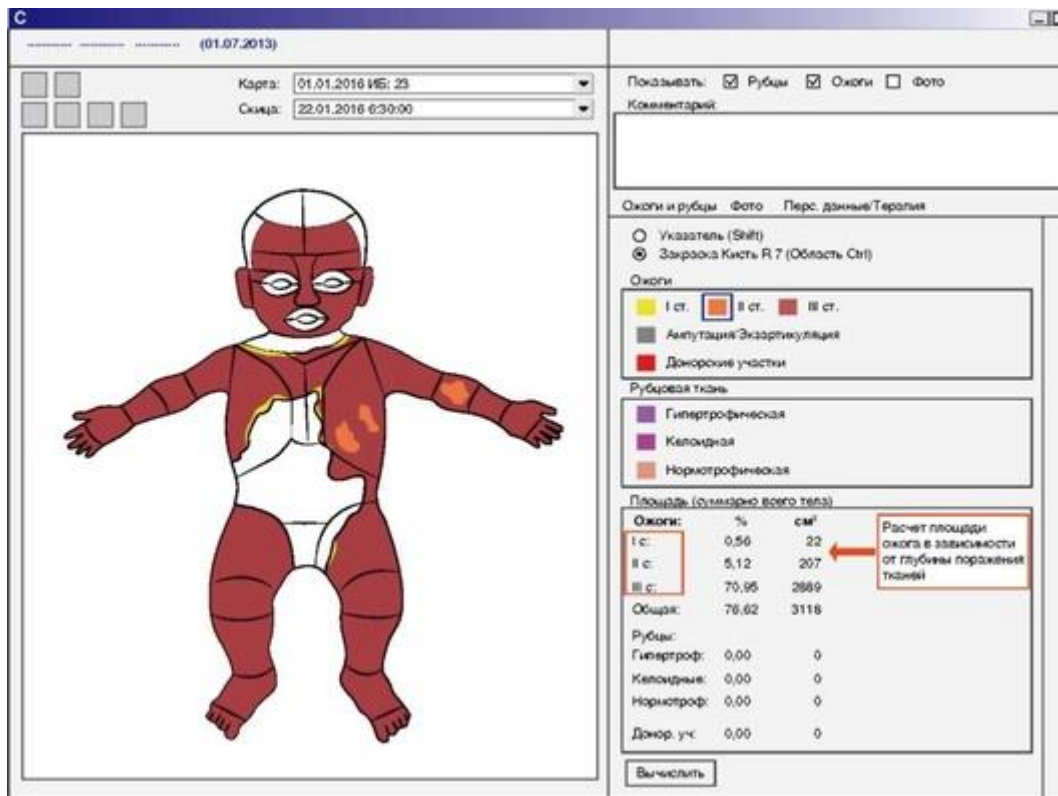 C
(01.07.2013)
Карта: 01.01.2016 ИБ: 23
Скица: 22.01.2016 6:30:00
Показывать: Рубцы Ожоги Фото
Комментарий:
Ожоги и рубцы Фото Перс. данные/Терапия
Указатель (Shift)
Закраска Кисть R 7 (Область Ctrl)
Ожоги
I ст. II ст. III ст.
Ампутация/Экзартикуляция
Донорские участки
Рубцовая ткань
Гипертрофическая
Келоидная
Нормотрофическая
Площадь (суммарно всего тела)
Ожоги: % см²
I с: 0,56 22
II с: 5,12 207
III с: 70,95 2889
Общая: 76,62 3118
Расчет площади
ожога в зависимости
от глубины поражения
тканей
Рубцы:
Гипертроф: 0,00 0
Келоидные: 0,00 0
Нормотроф: 0,00 0
Донор. уч: 0,00 0
Вычислить